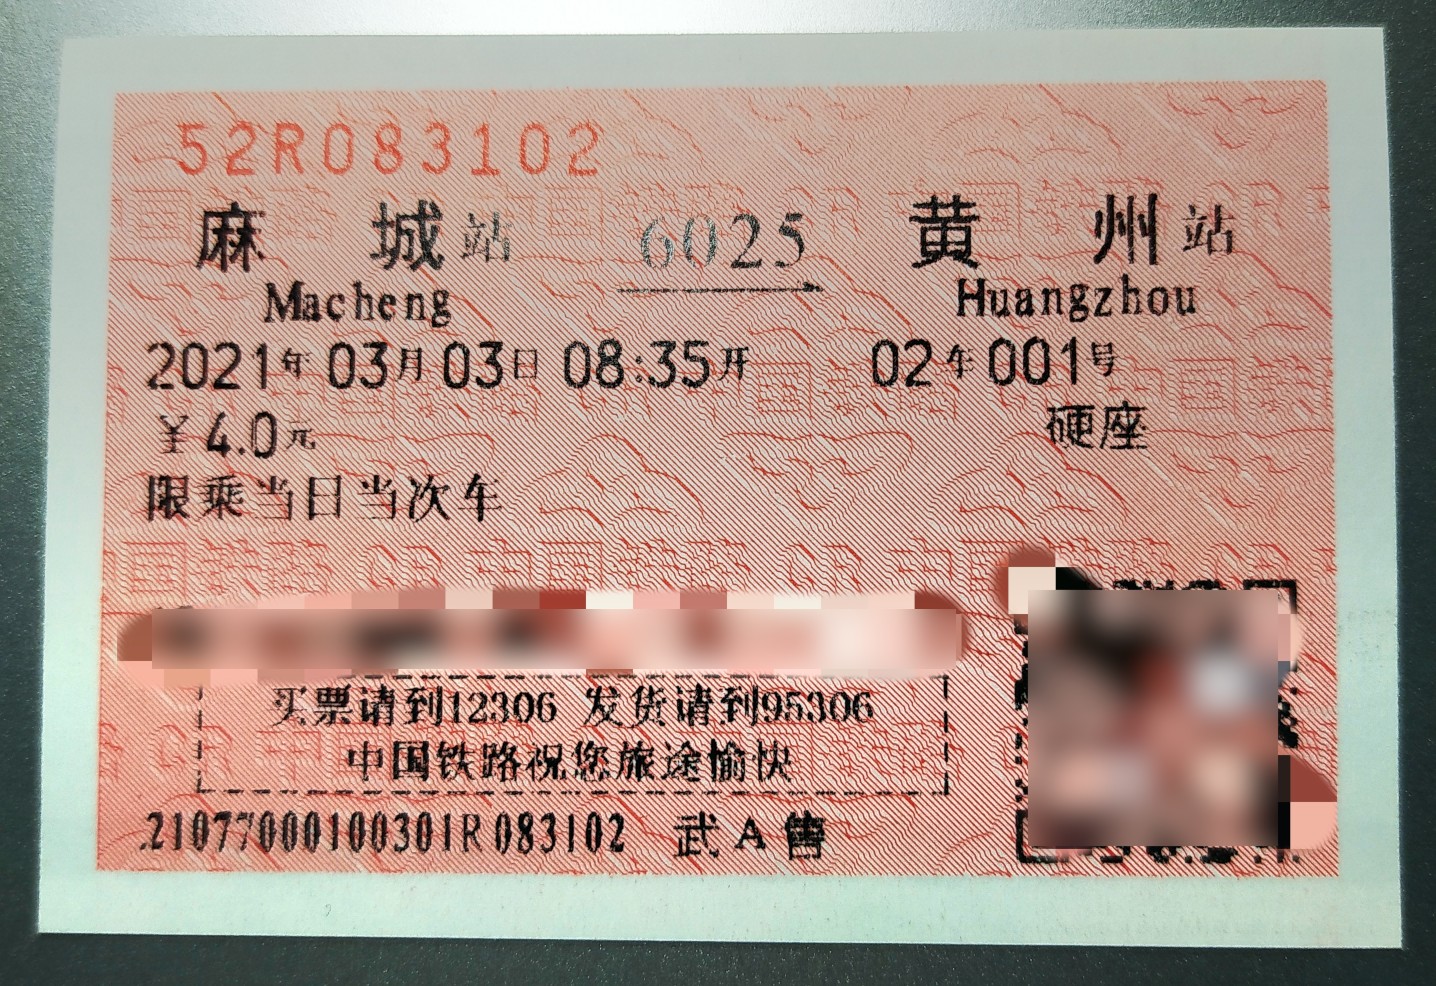 52R083102
麻城站 6025 黄州站
Macheng Huangzhou
2021年03月03日 08:35开 02车001号
￥4.0元 硬座
限乘当日当次车
买票请到12306 发货请到95306
中国铁路祝您旅途愉快
21077000100301R083102 武A售